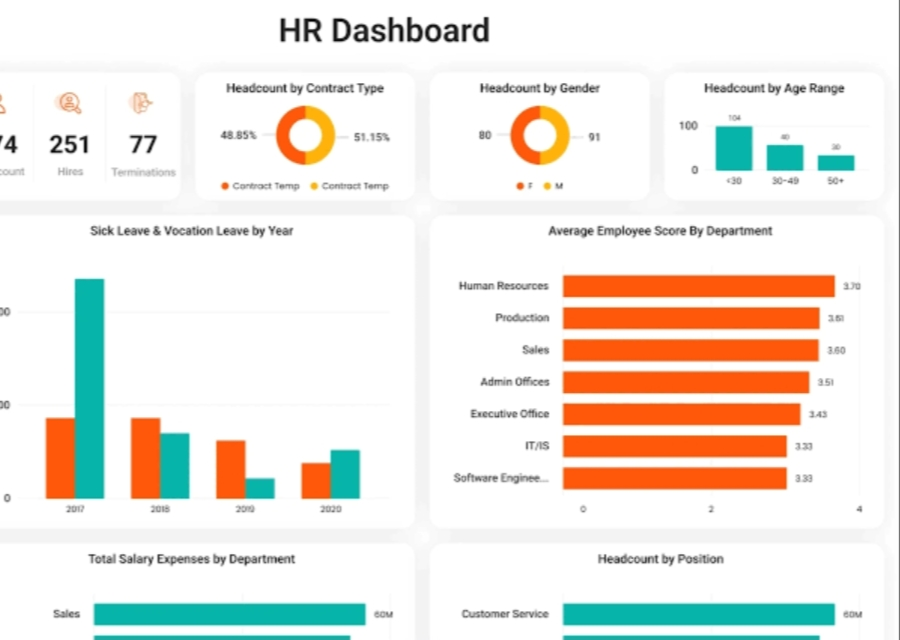 HR Dashboard
74
count
251
Hires
77
Terminations
Headcount by Contract Type
48.85%
51.15%
Contract Temp
Contract Temp
Headcount by Gender
80
91
F
M
Headcount by Age Range
100
0
104
40
30
<30
30-49
50+
Sick Leave & Vocation Leave by Year
00
00
0
2017
2018
2019
2020
Average Employee Score By Department
Human Resources 3.70
Production 3.61
Sales 3.60
Admin Offices 3.51
Executive Office 3.43
IT/IS 3.33
Software Enginee... 3.33
0 2 4
Total Salary Expenses by Department
Sales 60M
Headcount by Position
Customer Service 60M